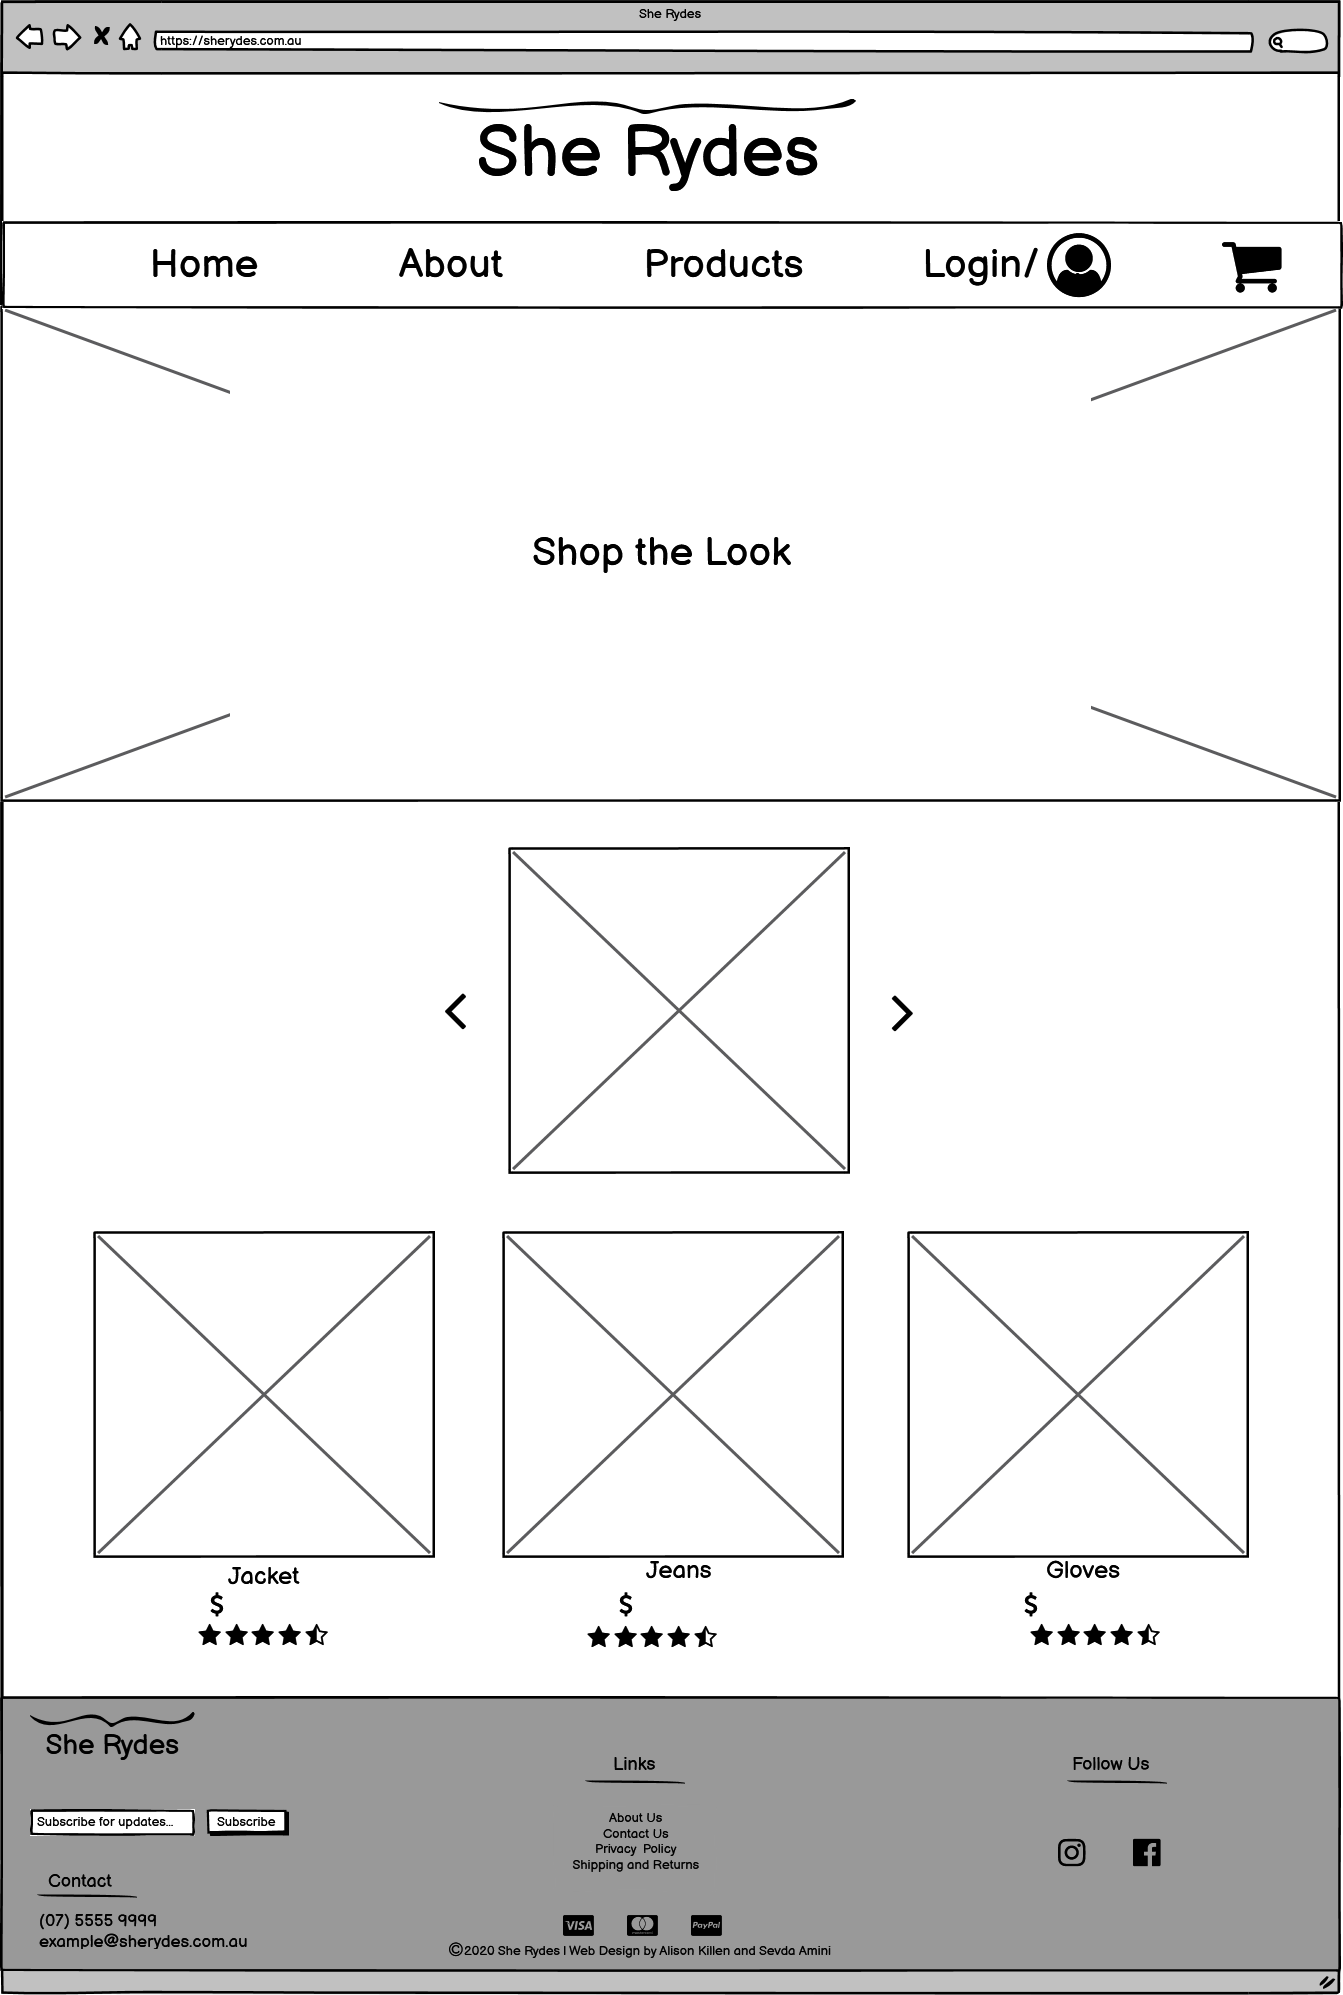 She Rydes
https://sherydes.com.au
She Rydes
Home About Products Login/
Shop the Look
Jacket
$
Jeans
$
Gloves
$
She Rydes
Subscribe for updates... Subscribe
Contact
(07) 5555 9999
example@sherydes.com.au
Links
About Us
Contact Us
Privacy Policy
Shipping and Returns
VISA
PayPal
©2020 She Rydes | Web Design by Alison Killen and Sevda Amini
Follow Us